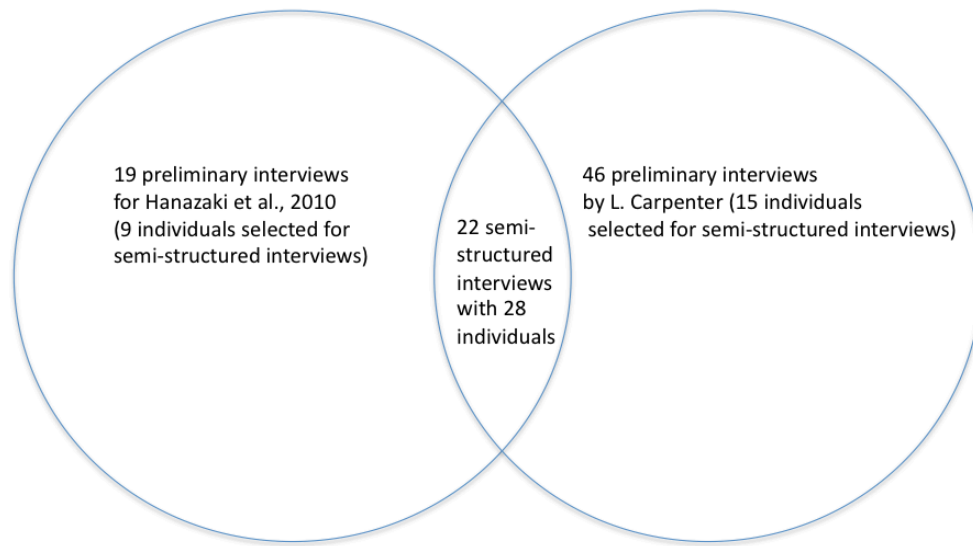 19 preliminary interviews
for Hanazaki et al., 2010
(9 individuals selected for
semi-structured interviews)
22 semi-
structured
interviews
with 28
individuals
46 preliminary interviews
by L. Carpenter (15 individuals
selected for semi-structured interviews)